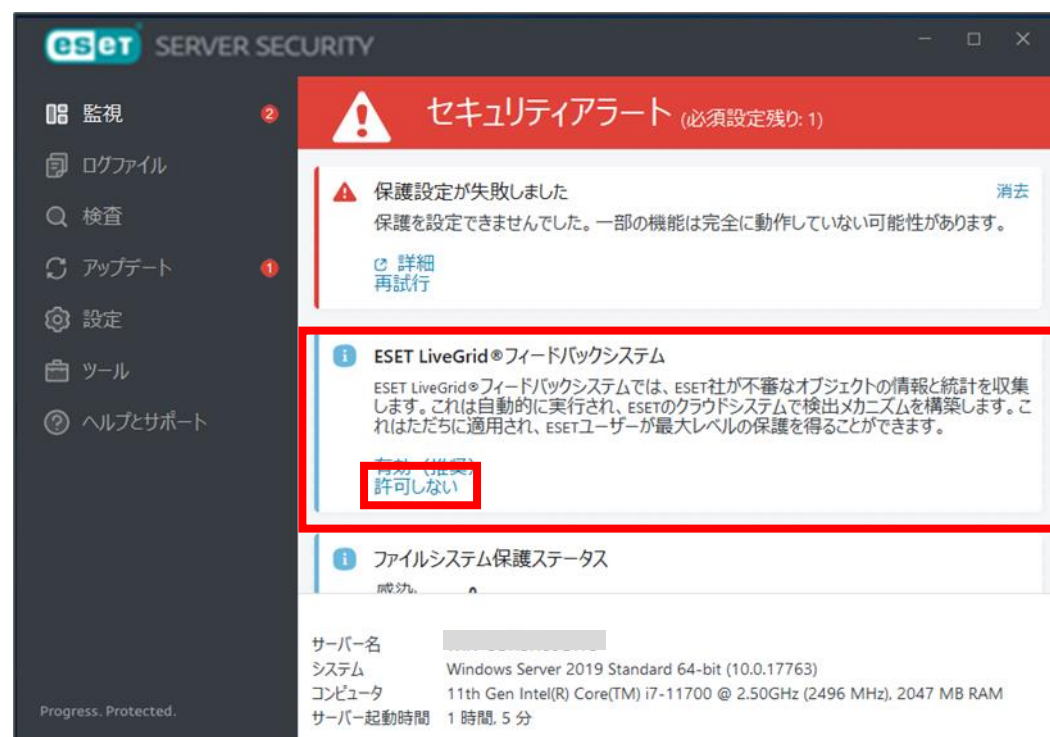 eset SERVER SECURITY
監視 2
ログファイル
検査
アップデート 1
設定
ツール
ヘルプとサポート
Progress. Protected.
セキュリティアラート (必須設定残り: 1)
保護設定が失敗しました 消去
保護を設定できませんでした。一部の機能は完全に動作していない可能性があります。
詳細
再試行
ESET LiveGrid®フィードバックシステム
ESET LiveGrid®フィードバックシステムでは、ESET社が不審なオブジェクトの情報と統計を収集
します。これは自動的に実行され、ESETのクラウドシステムで検出メカニズムを構築します。こ
れはただちに適用され、ESETユーザーが最大レベルの保護を得ることができます。
有効（推奨）
許可しない
ファイルシステム保護ステータス
サーバー名
システム Windows Server 2019 Standard 64-bit (10.0.17763)
コンピュータ 11th Gen Intel(R) Core(TM) i7-11700 @ 2.50GHz (2496 MHz), 2047 MB RAM
サーバー起動時間 1 時間, 5 分